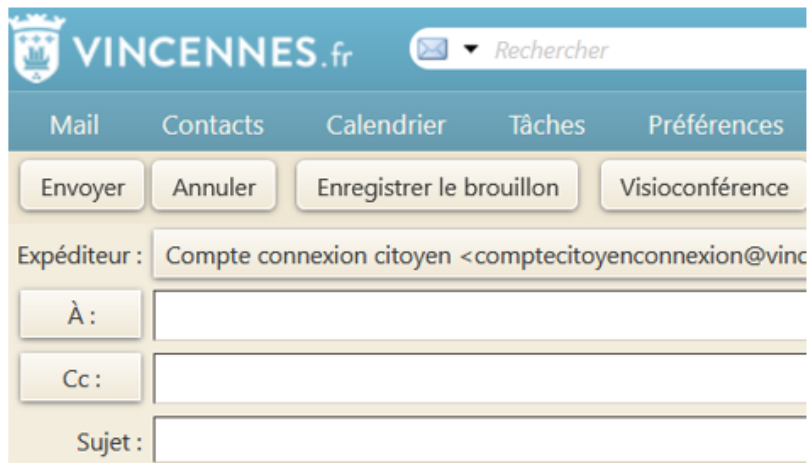 VINCENNES.fr Rechercher
Mail Contacts Calendrier Tâches Préférences
Envoyer Annuler Enregistrer le brouillon Visioconférence
Expéditeur : Compte connexion citoyen <comptecitoyenconnexion@vinc
À :
Cc :
Sujet :